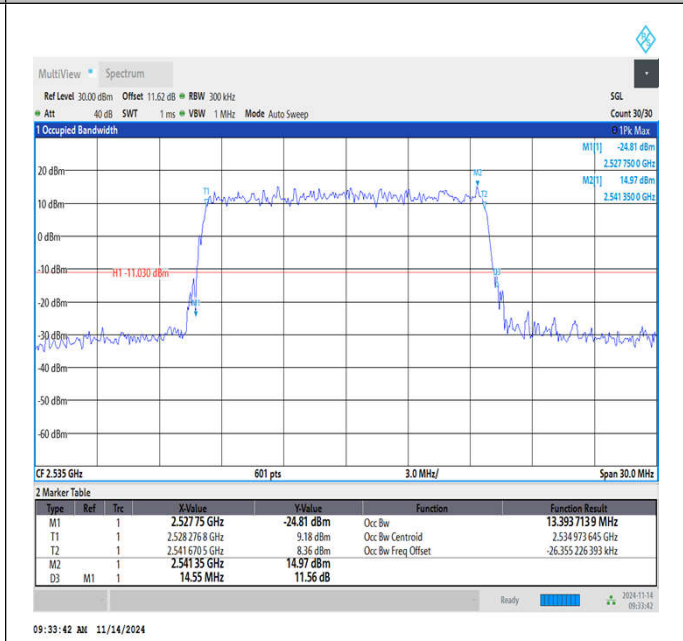 MultiView Spectrum
Ref Level 30.00 dBm Offset 11.62 dB RBW 300 kHz SGL
Att 40 dB SWT 1 ms VBW 1 MHz Mode Auto Sweep Count 30/30
1 Occupied Bandwidth 1Pk Max
M1[1] -24.81 dBm
2.527 750 0 GHz
M2[1] 14.97 dBm
2.541 350 0 GHz
20 dBm
10 dBm
0 dBm
-10 dBm
-20 dBm
-30 dBm
-40 dBm
-50 dBm
-60 dBm
H1 -11.030 dBm
T1
M2
T2
M1
D3
CF 2.535 GHz 601 pts 3.0 MHz/ Span 30.0 MHz
2 Marker Table
Type Ref Trc X-Value Y-Value Function Function Result
M1 1 2.527 75 GHz -24.81 dBm Occ Bw 13.393 713 9 MHz
T1 1 2.528 276 8 GHz 9.18 dBm Occ Bw Centroid 2.534 973 645 GHz
T2 1 2.541 670 5 GHz 8.36 dBm Occ Bw Freq Offset -26.355 226 393 kHz
M2 1 2.541 35 GHz 14.97 dBm
D3 M1 1 14.55 MHz 11.56 dB
Ready 2024-11-14
09:33:42
09:33:42 AM 11/14/2024